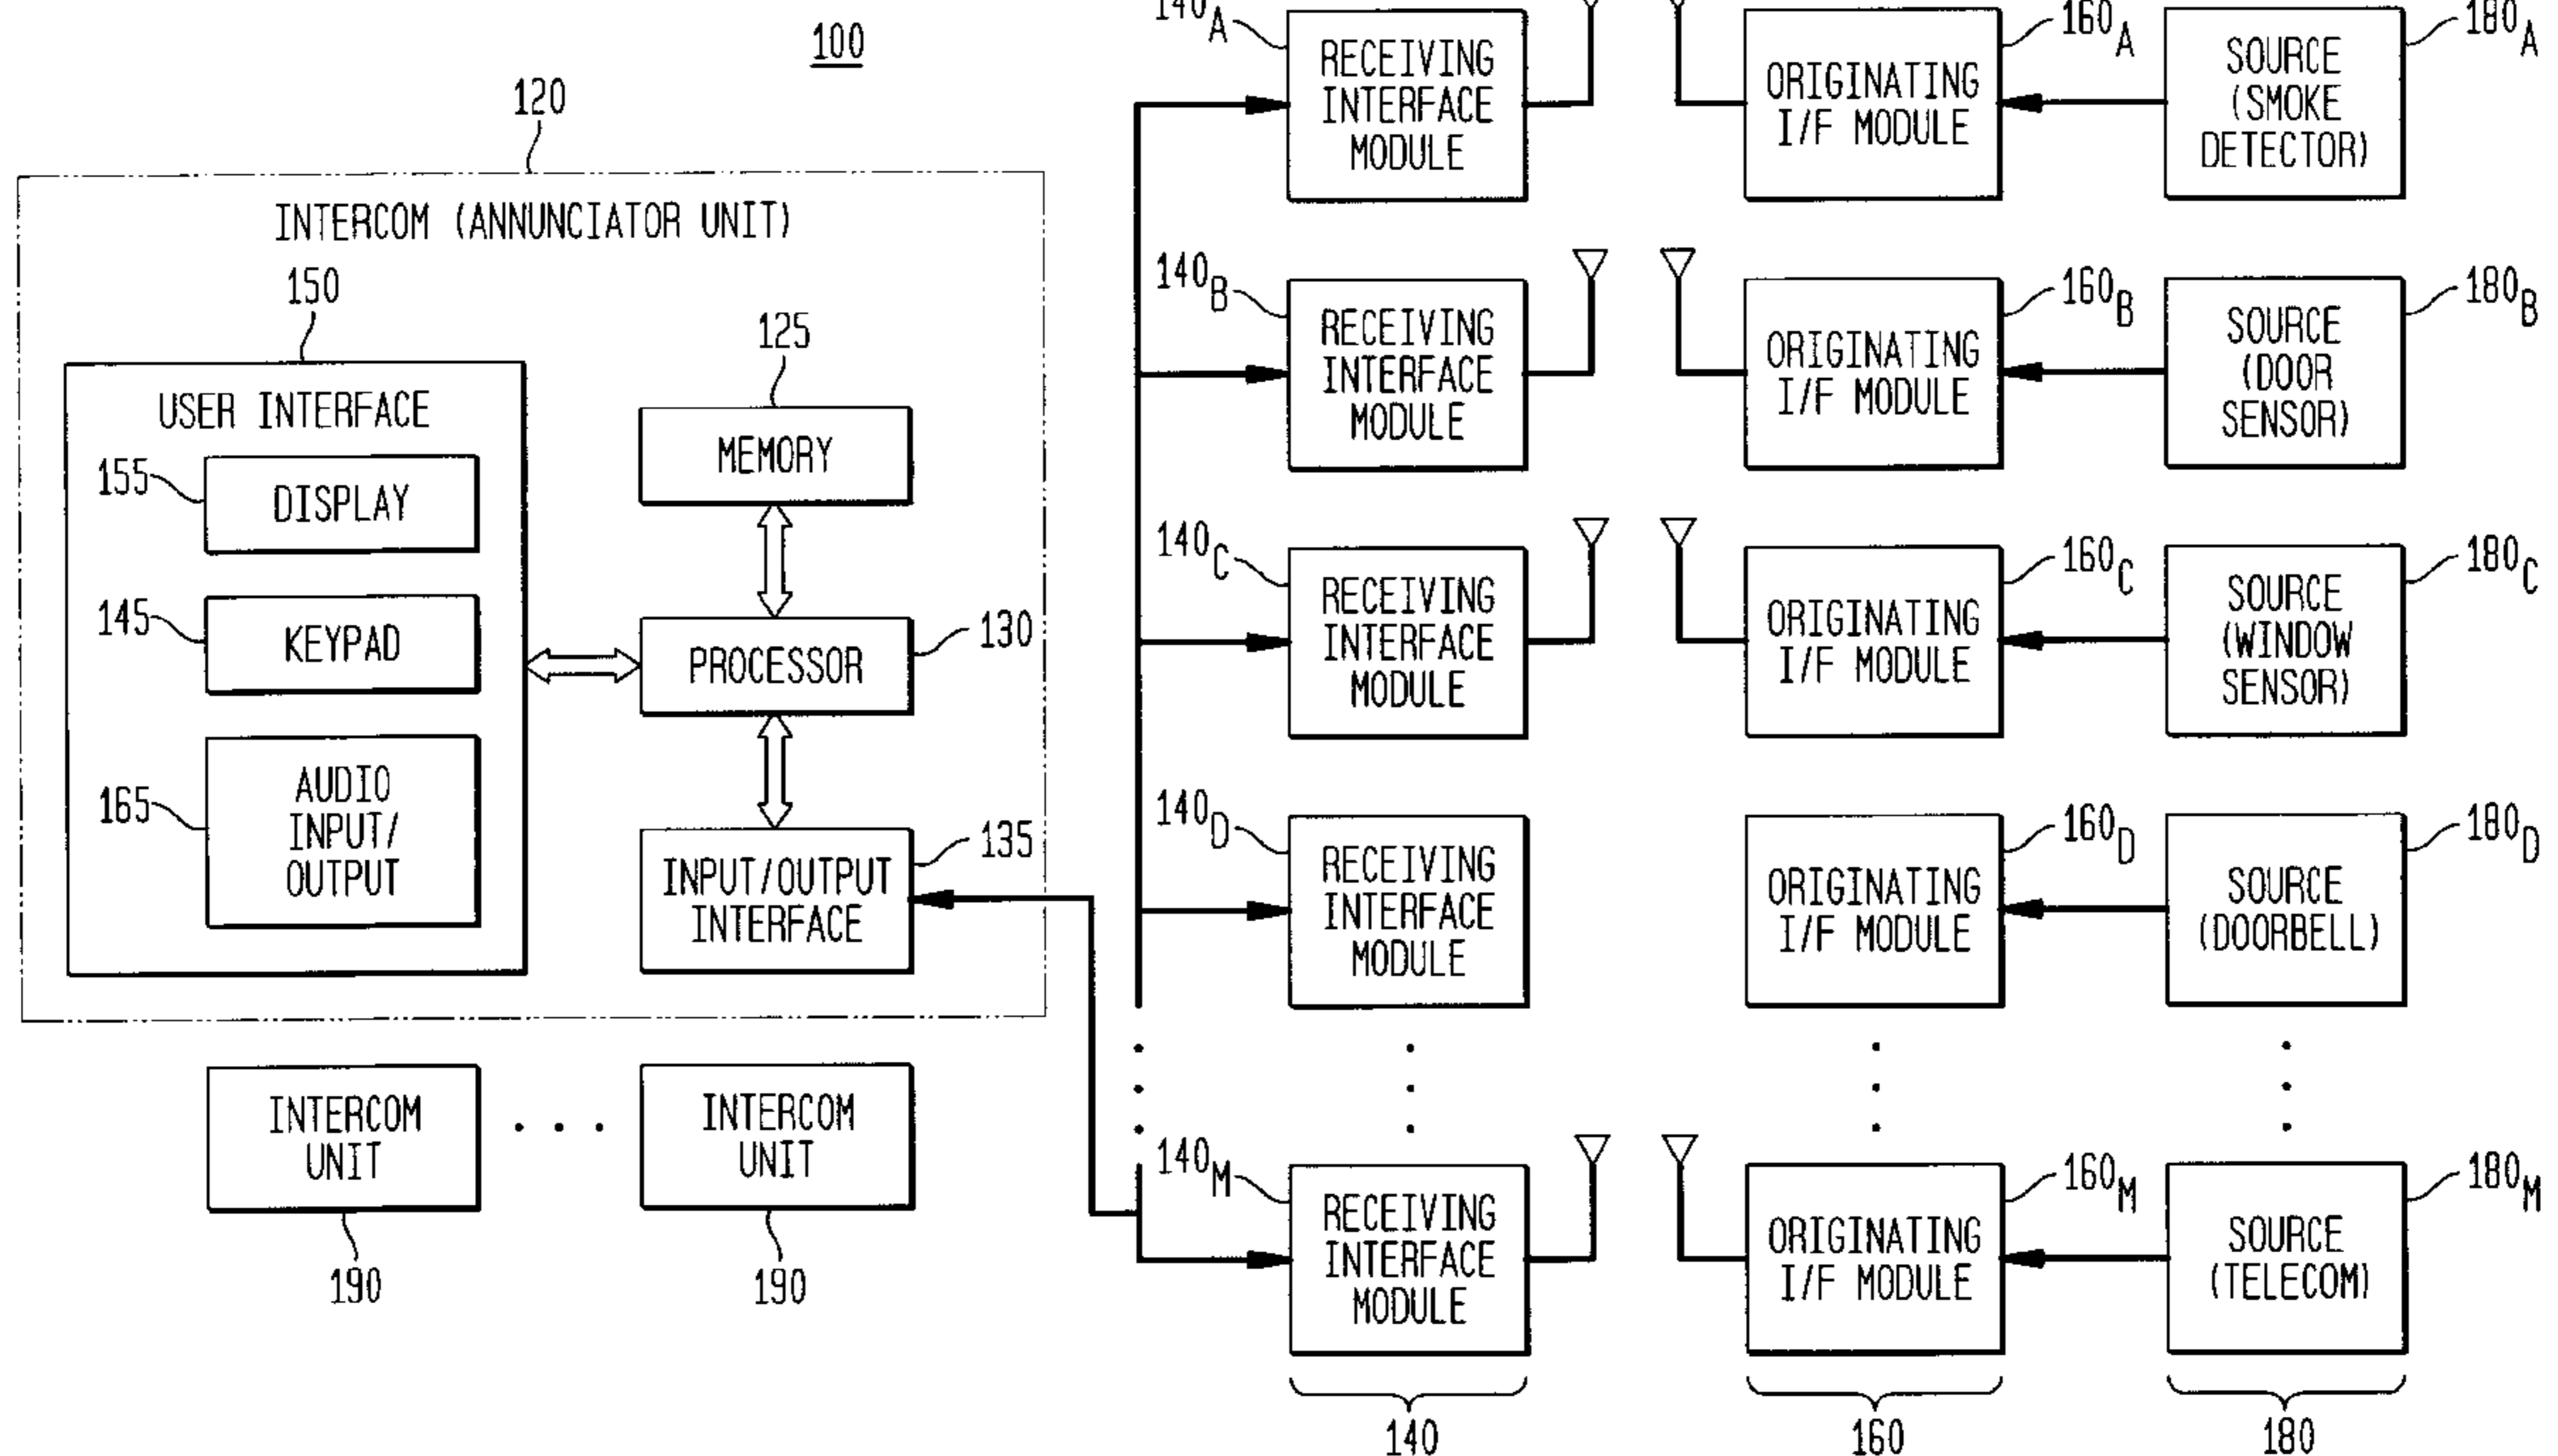 100
120
INTERCOM (ANNUNCIATOR UNIT)
150
USER INTERFACE
155
DISPLAY
145
KEYPAD
165
AUDIO
INPUT/
OUTPUT
125
MEMORY
130
PROCESSOR
135
INPUT/OUTPUT
INTERFACE
INTERCOM
UNIT
190
. . .
INTERCOM
UNIT
190
140A
RECEIVING
INTERFACE
MODULE
160A
ORIGINATING
I/F MODULE
180A
SOURCE
(SMOKE
DETECTOR)
140B
RECEIVING
INTERFACE
MODULE
160B
ORIGINATING
I/F MODULE
180B
SOURCE
(DOOR
SENSOR)
140C
RECEIVING
INTERFACE
MODULE
160C
ORIGINATING
I/F MODULE
180C
SOURCE
(WINDOW
SENSOR)
140D
RECEIVING
INTERFACE
MODULE
160D
ORIGINATING
I/F MODULE
180D
SOURCE
(DOORBELL)
140M
RECEIVING
INTERFACE
MODULE
160M
ORIGINATING
I/F MODULE
180M
SOURCE
(TELECOM)
140
160
180